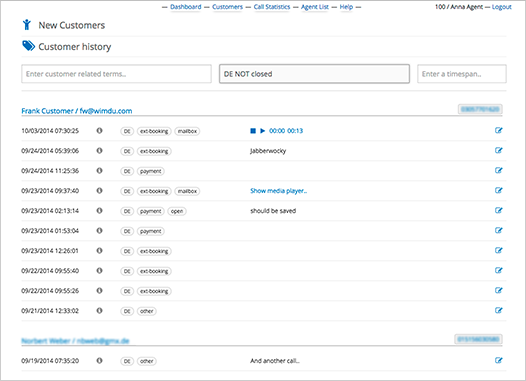 — Dashboard — Customers — Call Statistics — Agent List — Help — 100 / Anna Agent — Logout
New Customers
Customer history
Enter customer related terms.. DE NOT closed Enter a timespan..
Frank Customer / fw@wimdu.com
10/03/2014 07:30:25 DE ext-booking mailbox 00:00 00:13
09/24/2014 05:39:06 DE ext-booking Jabberwocky
09/24/2014 11:25:36 DE payment
09/23/2014 09:37:40 DE ext-booking mailbox Show media player..
09/23/2014 02:13:14 DE payment open should be saved
09/23/2014 01:53:04 DE payment
09/23/2014 12:26:01 DE ext-booking
09/22/2014 09:55:40 DE ext-booking
09/22/2014 09:55:26 DE ext-booking
09/21/2014 12:33:02 DE other
09/19/2014 07:35:20 DE other And another call..